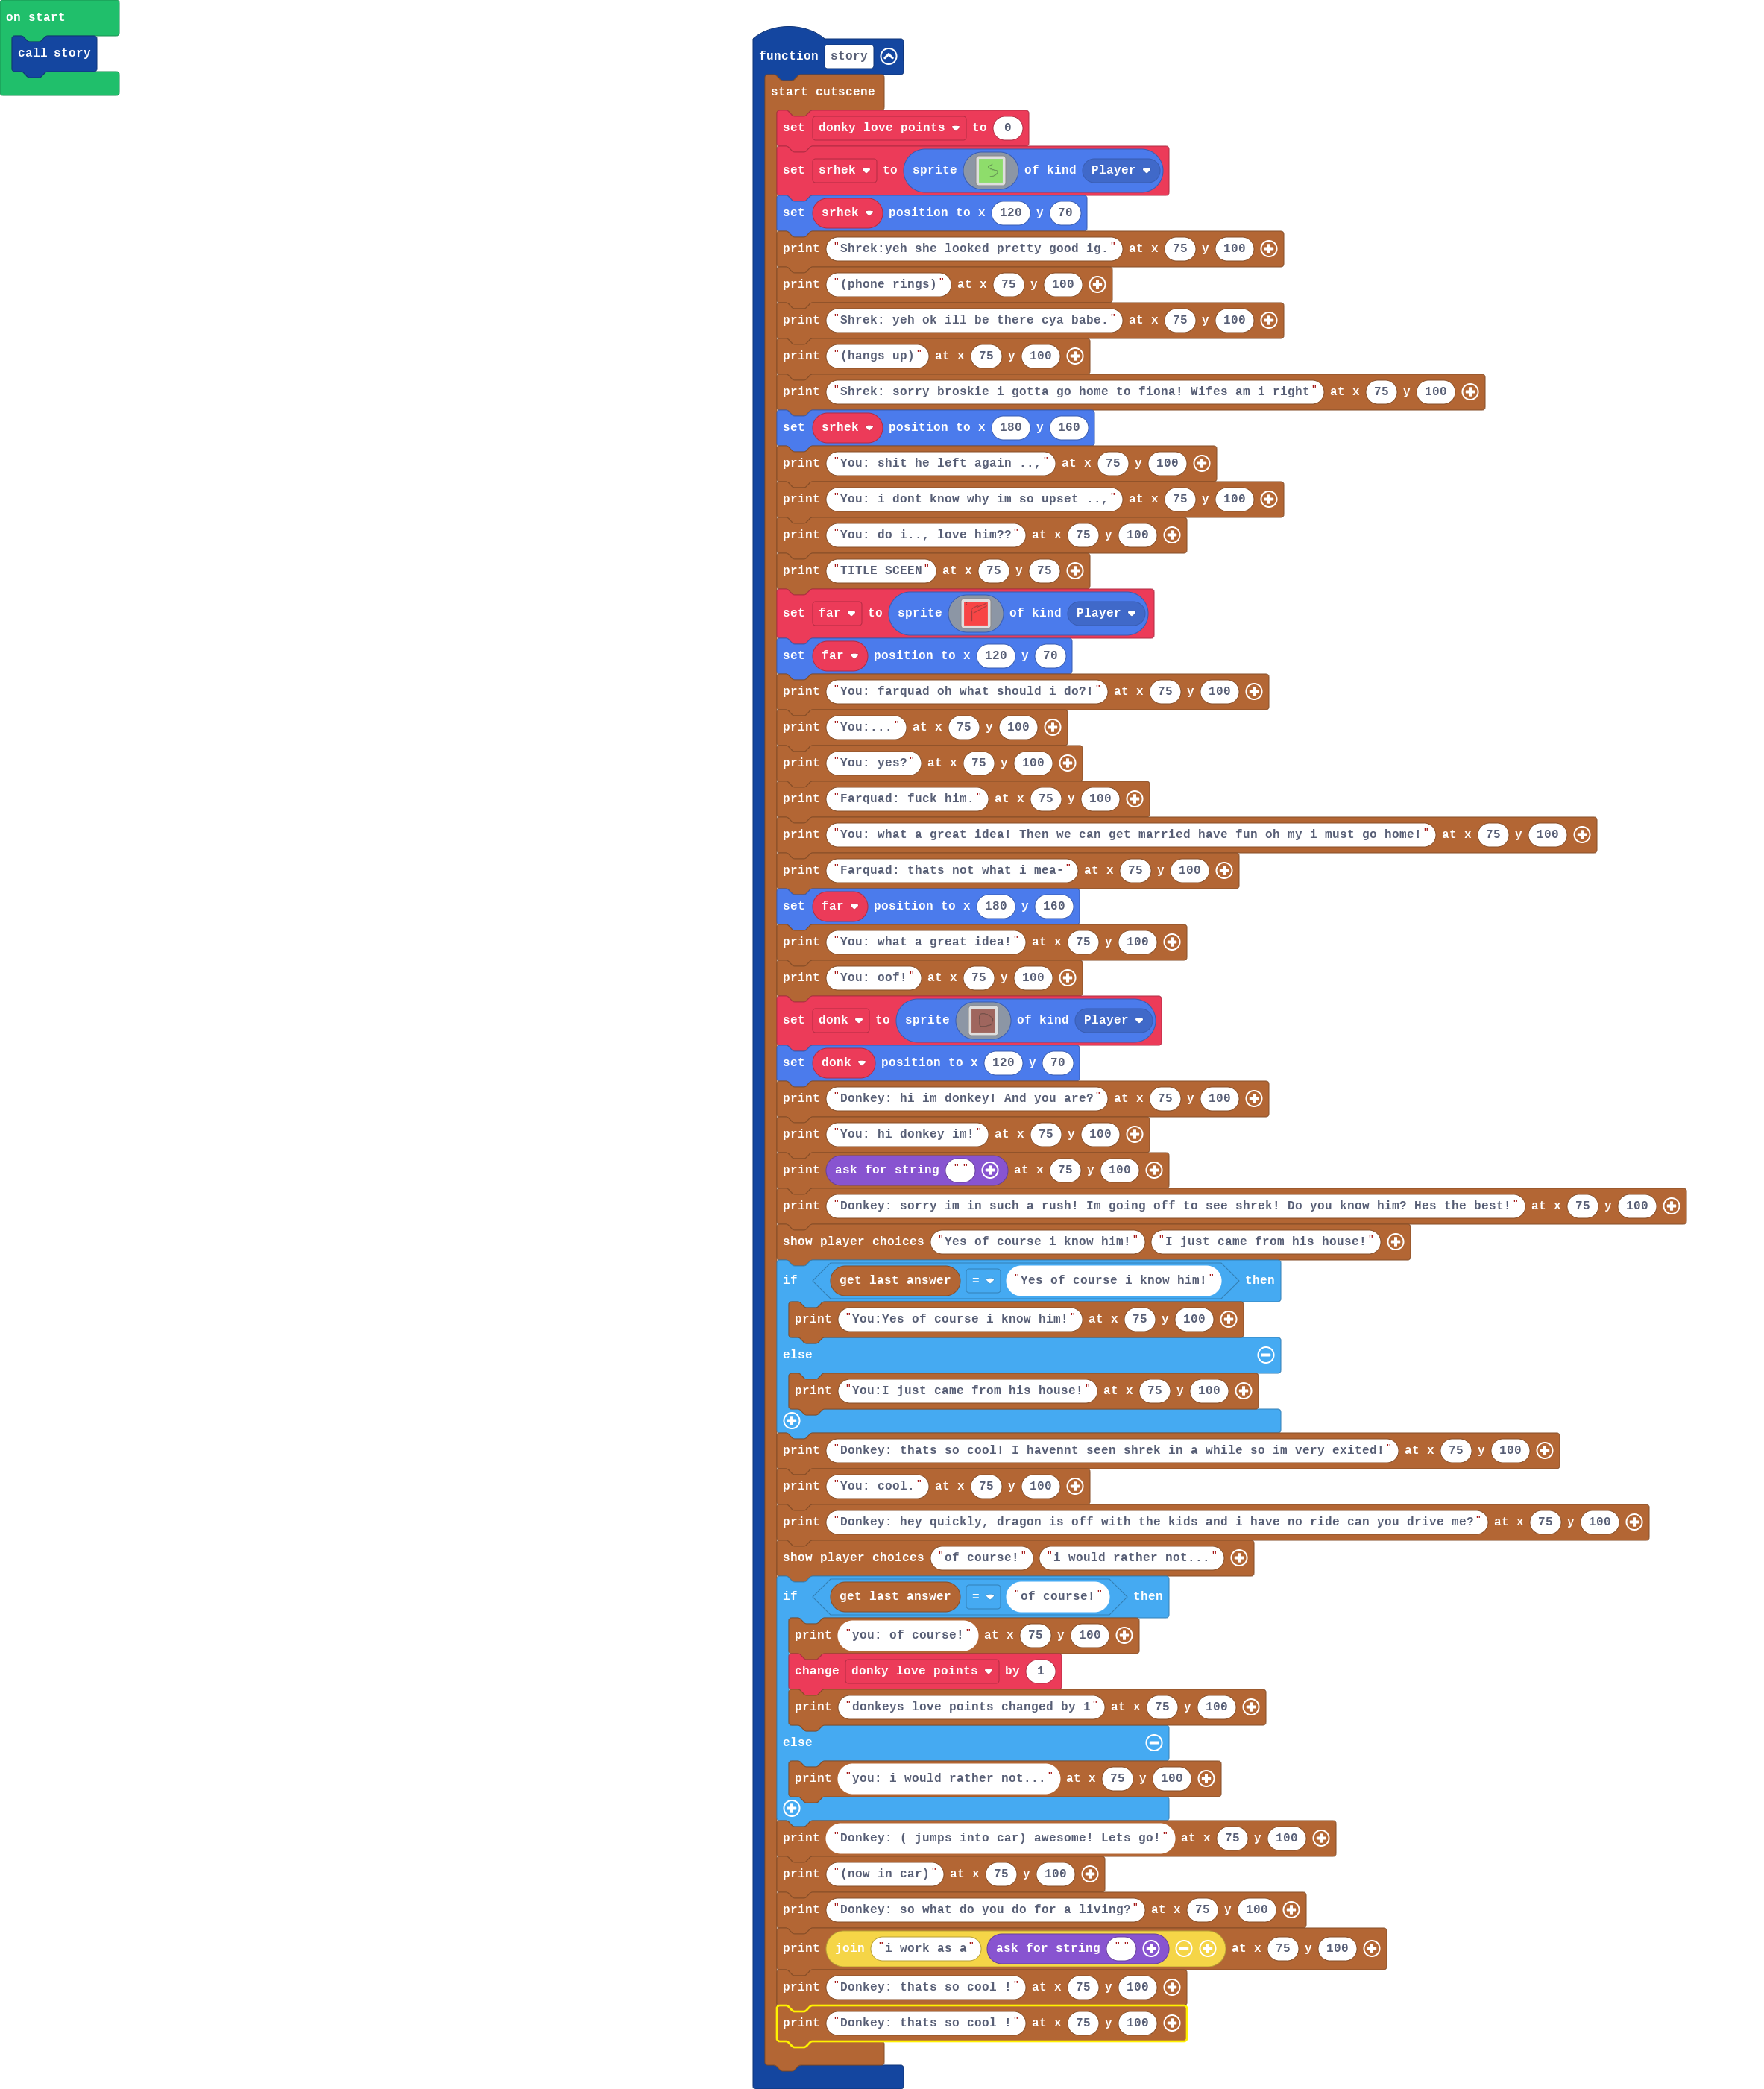 on start
call story
function story
start cutscene
set donky love points to 0
set srhek to sprite S of kind Player
set srhek position to x 120 y 70
print "Shrek:yeh she looked pretty good ig." at x 75 y 100
print "(phone rings)" at x 75 y 100
print "Shrek: yeh ok ill be there cya babe." at x 75 y 100
print "(hangs up)" at x 75 y 100
print "Shrek: sorry broskie i gotta go home to fiona! Wifes am i right" at x 75 y 100
set srhek position to x 180 y 160
print "You: shit he left again ..," at x 75 y 100
print "You: i dont know why im so upset ..," at x 75 y 100
print "You: do i.., love him??" at x 75 y 100
print "TITLE SCEEN" at x 75 y 75
set far to sprite F of kind Player
set far position to x 120 y 70
print "You: farquad oh what should i do?!" at x 75 y 100
print "You:..." at x 75 y 100
print "You: yes?" at x 75 y 100
print "Farquad: fuck him." at x 75 y 100
print "You: what a great idea! Then we can get married have fun oh my i must go home!" at x 75 y 100
print "Farquad: thats not what i mea-" at x 75 y 100
set far position to x 180 y 160
print "You: what a great idea!" at x 75 y 100
print "You: oof!" at x 75 y 100
set donk to sprite D of kind Player
set donk position to x 120 y 70
print "Donkey: hi im donkey! And you are?" at x 75 y 100
print "You: hi donkey im!" at x 75 y 100
print ask for string "" at x 75 y 100
print "Donkey: sorry im in such a rush! Im going off to see shrek! Do you know him? Hes the best!" at x 75 y 100
show player choices "Yes of course i know him!" "I just came from his house!"
if get last answer = "Yes of course i know him!" then
print "You:Yes of course i know him!" at x 75 y 100
else
print "You:I just came from his house!" at x 75 y 100
print "Donkey: thats so cool! I havennt seen shrek in a while so im very exited!" at x 75 y 100
print "You: cool." at x 75 y 100
print "Donkey: hey quickly, dragon is off with the kids and i have no ride can you drive me?" at x 75 y 100
show player choices "of course!" "i would rather not..."
if get last answer = "of course!" then
print "you: of course!" at x 75 y 100
change donky love points by 1
print "donkeys love points changed by 1" at x 75 y 100
else
print "you: i would rather not..." at x 75 y 100
print "Donkey: ( jumps into car) awesome! Lets go!" at x 75 y 100
print "(now in car)" at x 75 y 100
print "Donkey: so what do you do for a living?" at x 75 y 100
print join "i work as a" ask for string "" at x 75 y 100
print "Donkey: thats so cool !" at x 75 y 100
print "Donkey: thats so cool !" at x 75 y 100